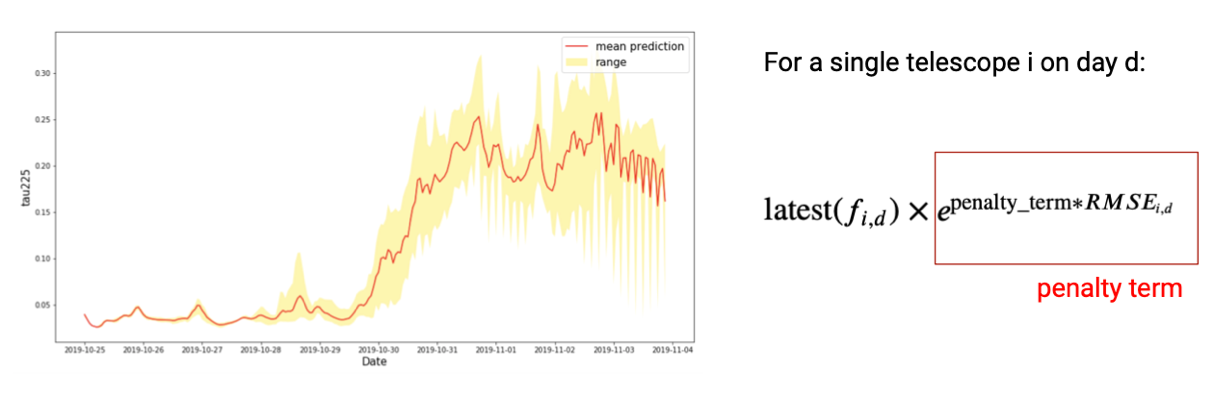 mean prediction
range
0.30
0.25
0.20
0.15
0.10
0.05
tau225
2019-10-25 2019-10-26 2019-10-27 2019-10-28 2019-10-29 2019-10-30 2019-10-31 2019-11-01 2019-11-02 2019-11-03 2019-11-04
Date
For a single telescope i on day d:
latest(f_{i,d}) × e^{penalty_term*RMSE_{i,d}}
penalty term